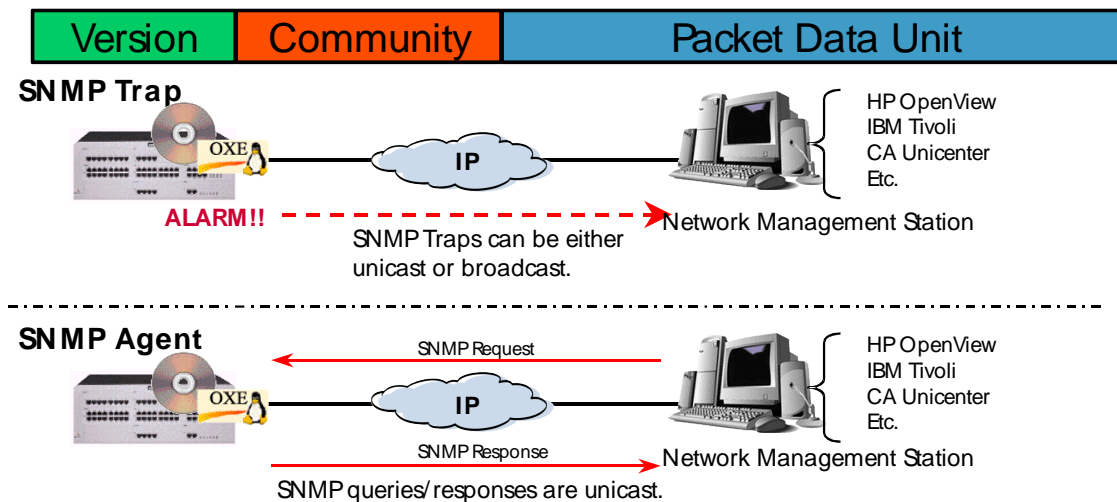 Version Community Packet Data Unit
SNMP Trap
HP OpenView
IBM Tivoli
CA Unicenter
Etc.
OXE
IP
ALARM!!
Network Management Station
SNMP Traps can be either
unicast or broadcast.
SNMP Agent
SNMP Request
HP OpenView
IBM Tivoli
CA Unicenter
Etc.
OXE
IP
SNMP Response
Network Management Station
SNMP queries/responses are unicast.